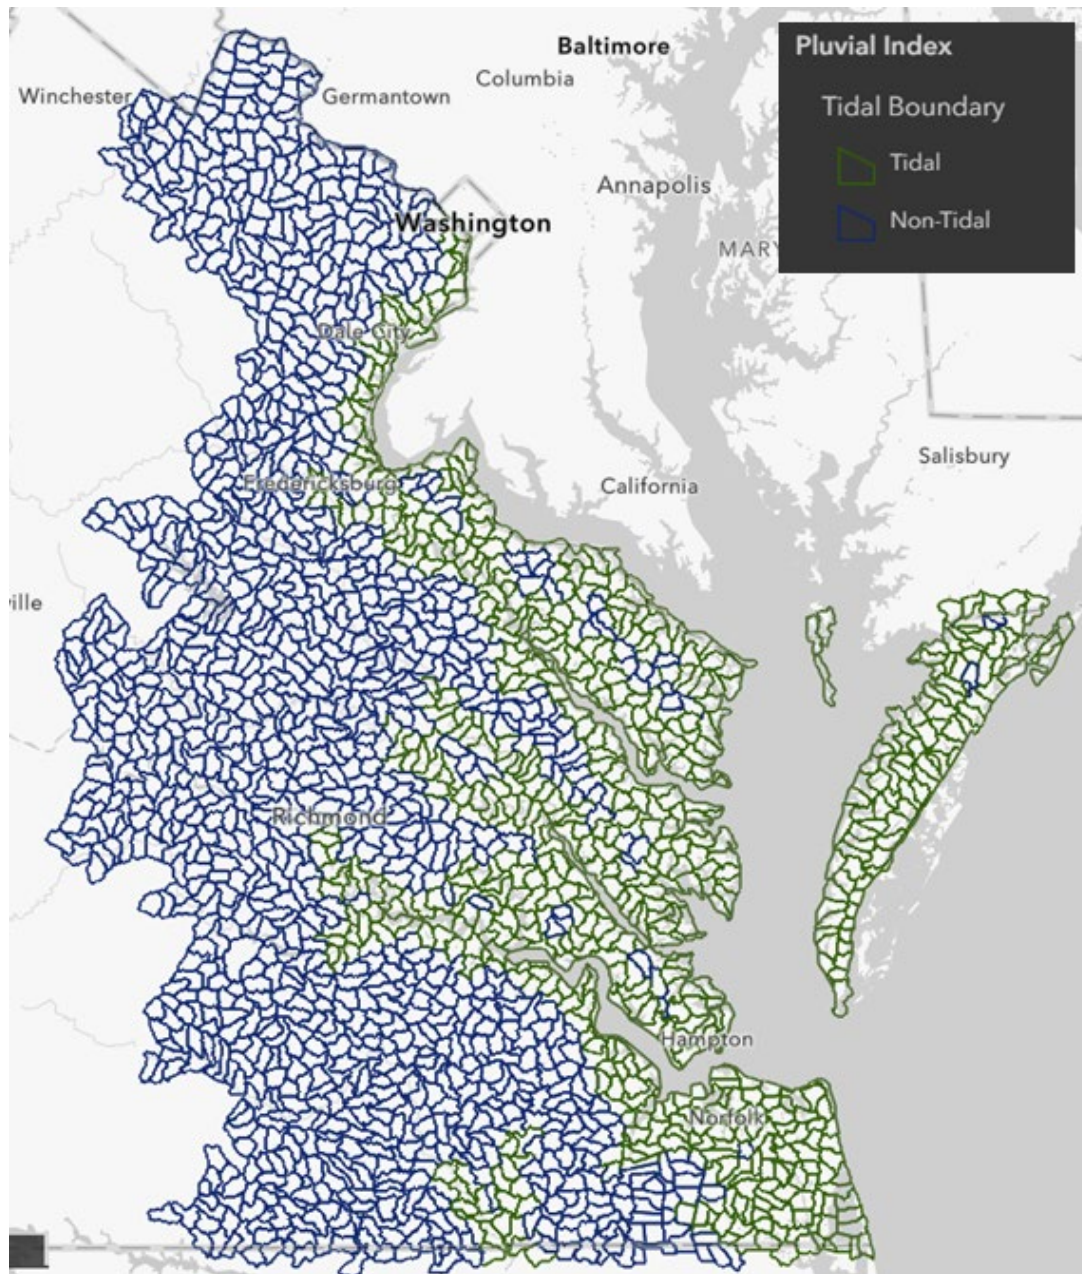 Baltimore
Pluvial Index
Columbia
Winchester
Germantown
Tidal Boundary
Tidal
Annapolis
Washington
Non-Tidal
MARY
Dale City
Salisbury
Fredericksburg
California
ille
Richmond
Hampton
Norfolk